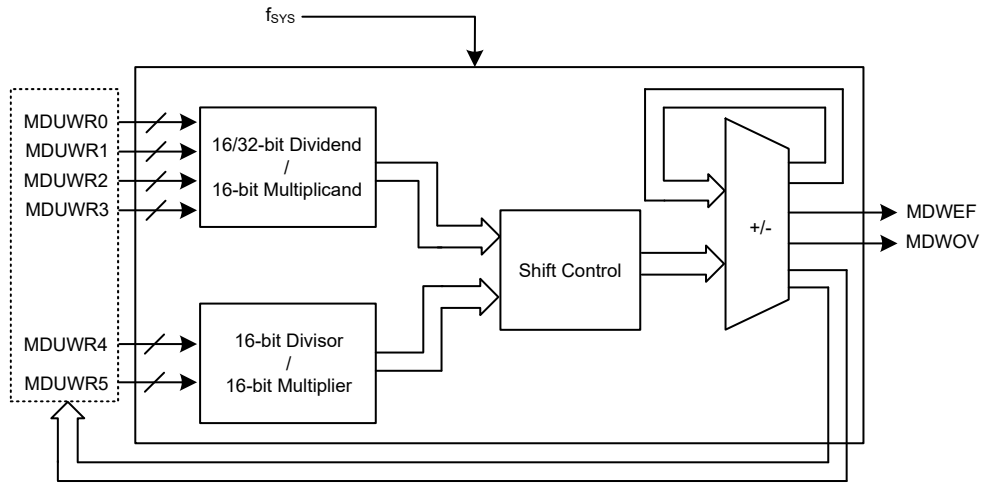 fSYS
MDUWR0
MDUWR1
MDUWR2
MDUWR3
16/32-bit Dividend
/
16-bit Multiplicand
Shift Control
+/-
MDWEF
MDWOV
MDUWR4
MDUWR5
16-bit Divisor
/
16-bit Multiplier